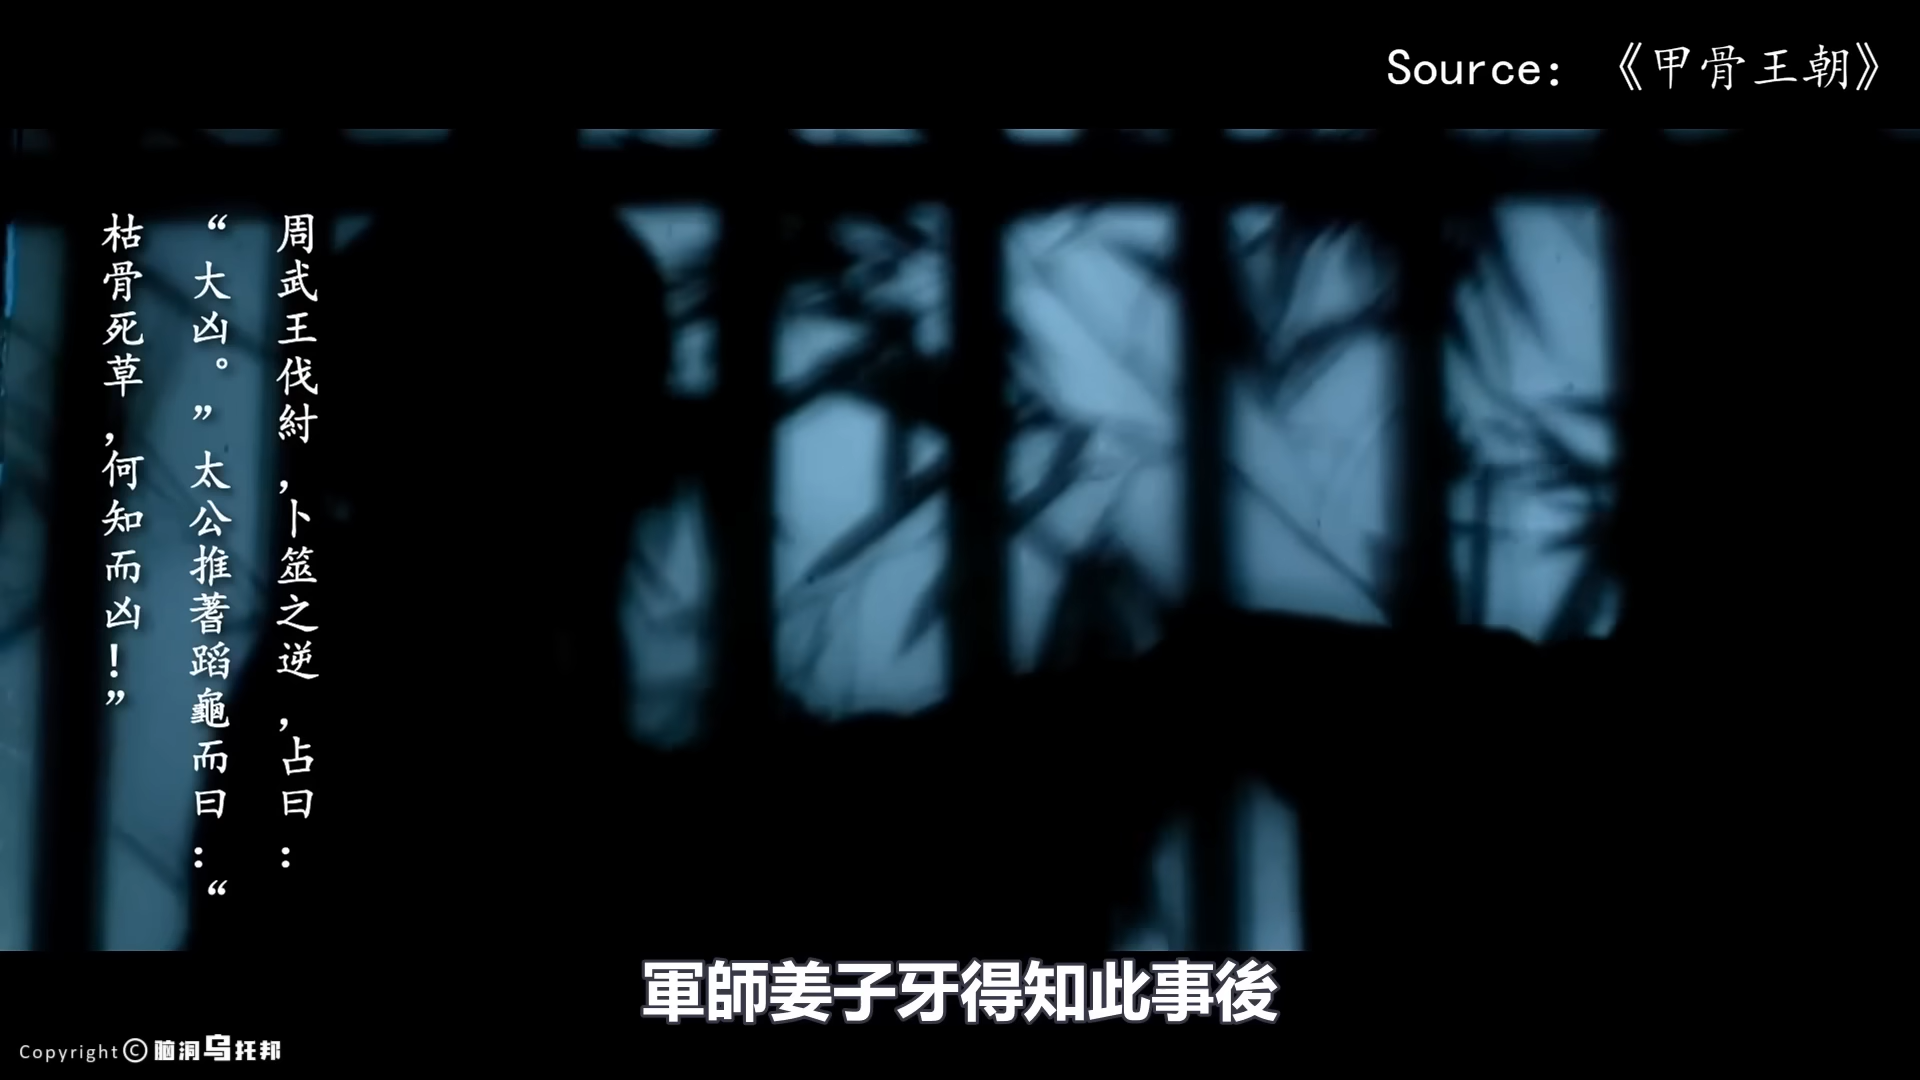 Source: 《甲骨王朝》
周武王伐紂,卜筮之逆,占曰:
“大凶。”太公推蓍蹈龜而曰:“
枯骨死草,何知而凶!”
軍師姜子牙得知此事後
Copyright © 脑洞乌托邦